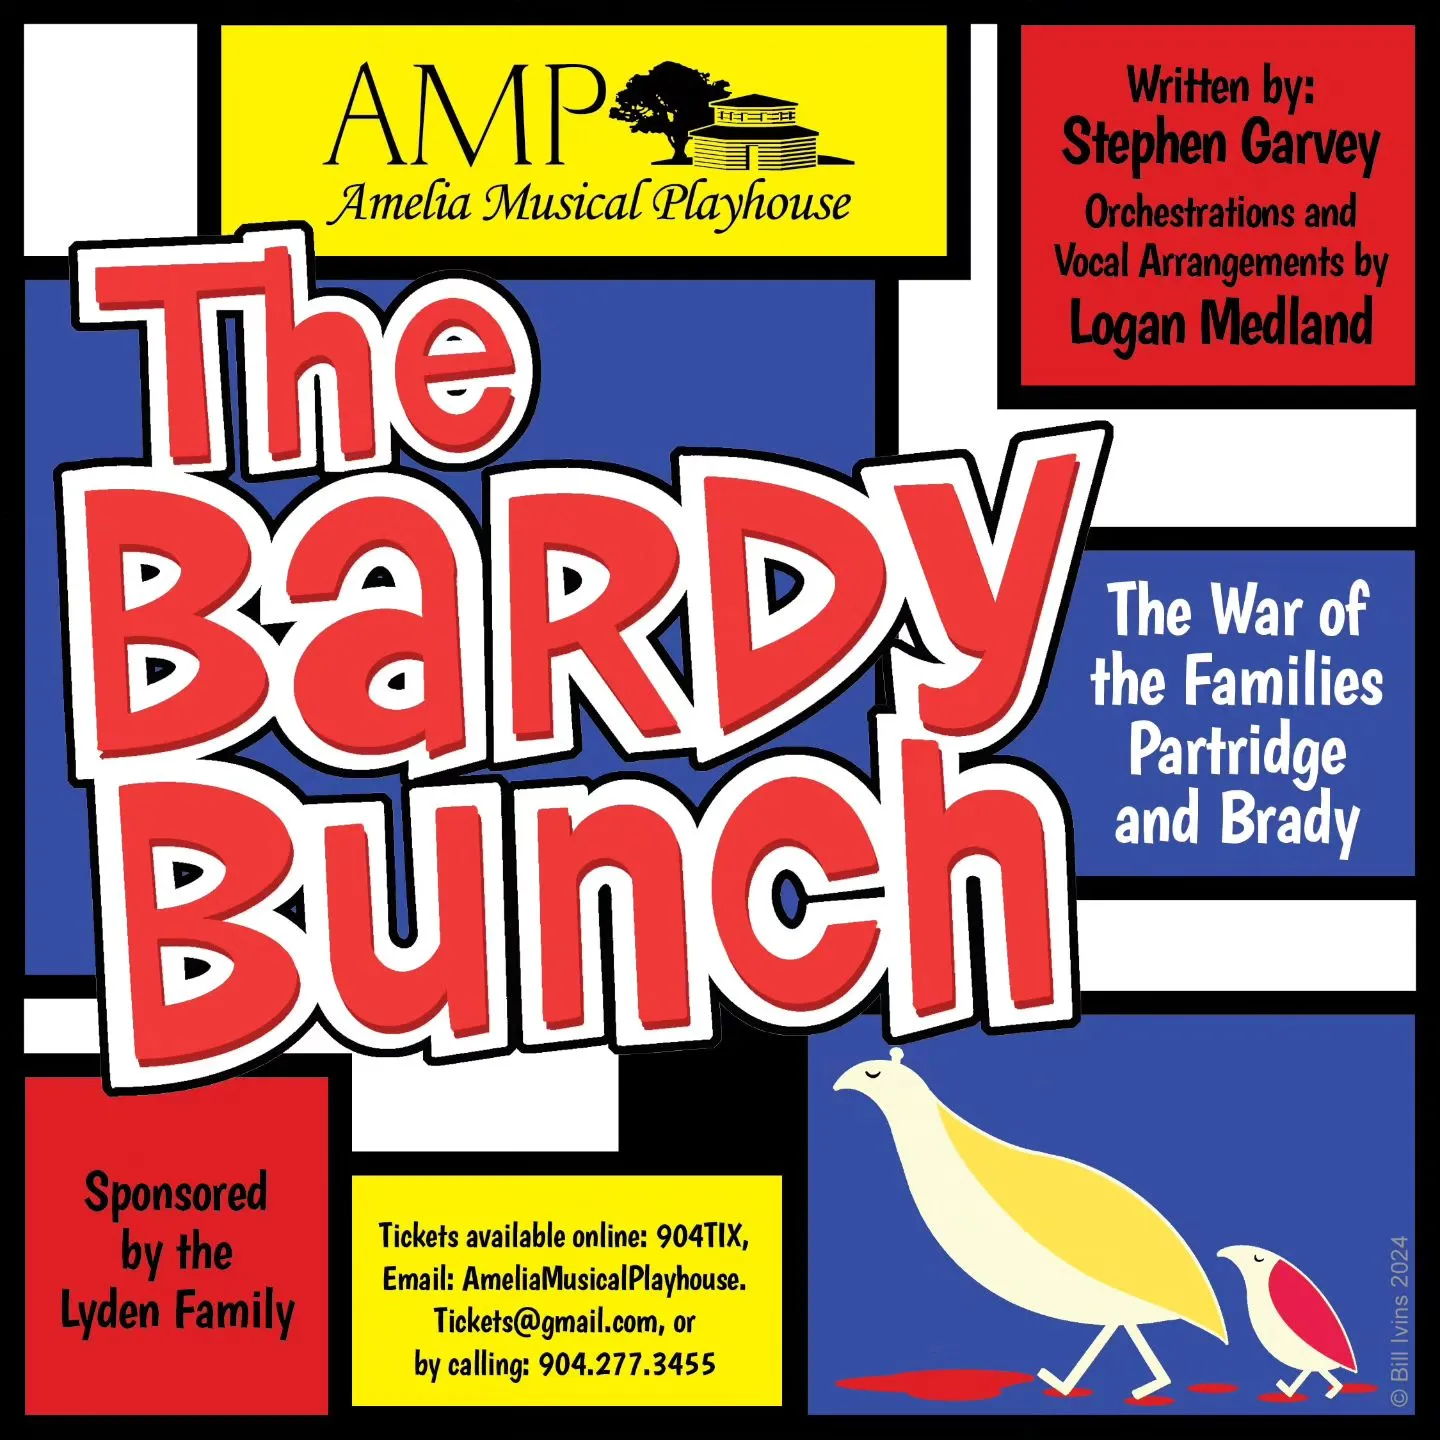 AMP
Amelia Musical Playhouse
Written by:
Stephen Garvey
Orchestrations and
Vocal Arrangements by
Logan Medland
The
Bardy
Bunch
The War of
the Families
Partridge
and Brady
Sponsored
by the
Lyden Family
Tickets available online: 904TIX,
Email: AmeliaMusicalPlayhouse.
Tickets@gmail.com, or
by calling: 904.277.3455
© Bill Ivins 2024